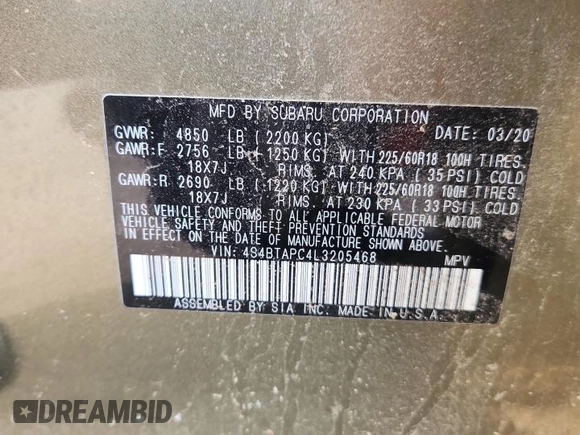 MFD BY SUBARU CORPORATION
GVWR: 4850 LB (2200 KG) DATE: 03/20
GAWR:F 2756 LB (1250 KG) WITH 225/60R18 100H TIRES,
18X7J RIMS, AT 240 KPA (35 PSI) COLD
GAWR:R 2690 LB (1220 KG) WITH 225/60R18 100H TIRES,
18X7J RIMS, AT 230 KPA (33 PSI) COLD
THIS VEHICLE CONFORMS TO ALL APPLICABLE FEDERAL MOTOR
VEHICLE SAFETY, BUMPER, AND THEFT PREVENTION STANDARDS
IN EFFECT ON THE DATE OF MANUFACTURE SHOWN ABOVE.
VIN: 4S4BTAPC4L3205468 MPV
ASSEMBLED BY SIA INC. MADE IN U.S.A.
DREAMBID